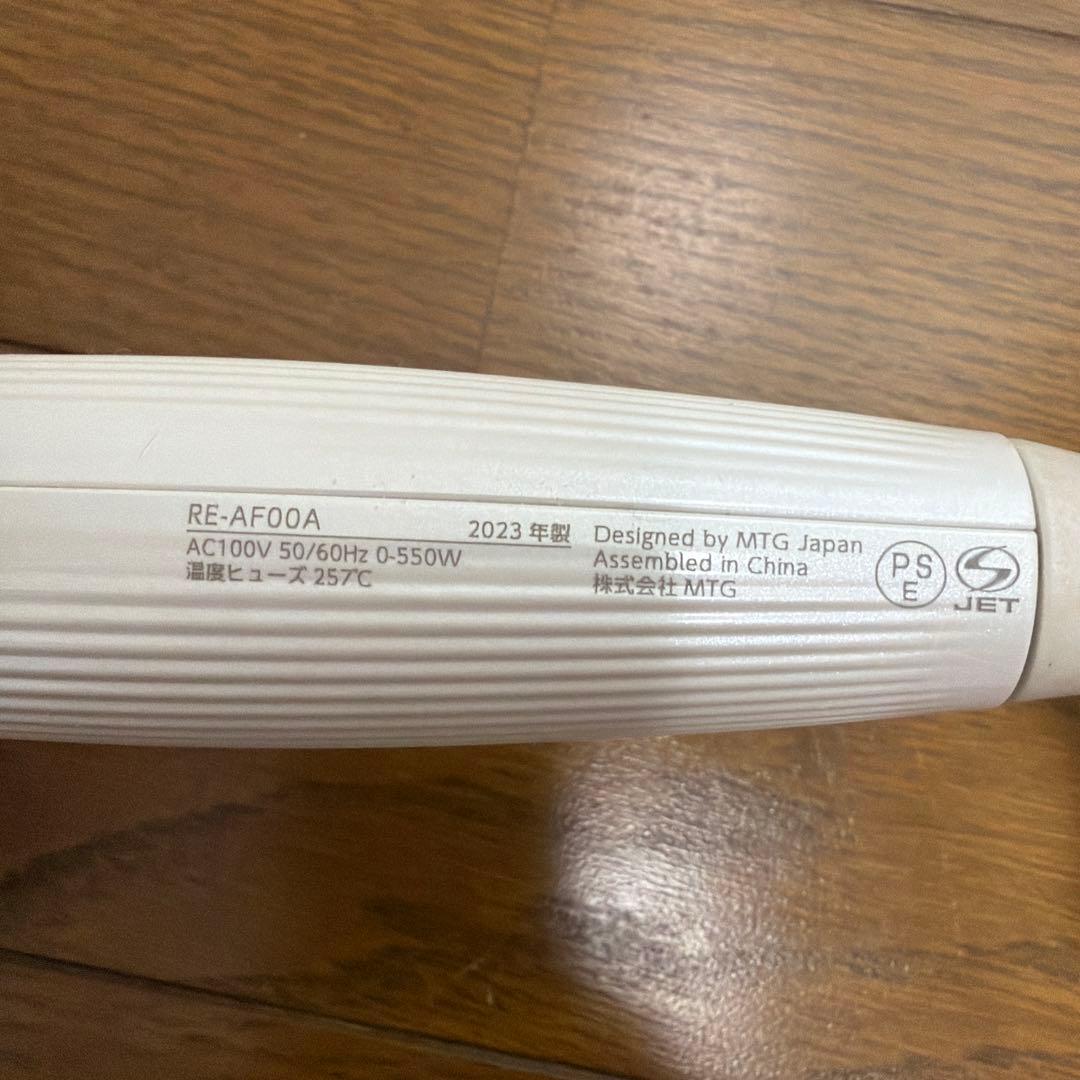 RE-AF00A
AC100V 50/60Hz 0-550W
温度ヒューズ 257℃
2023 年製
Designed by MTG Japan
Assembled in China
株式会社 MTG
PSE
JET